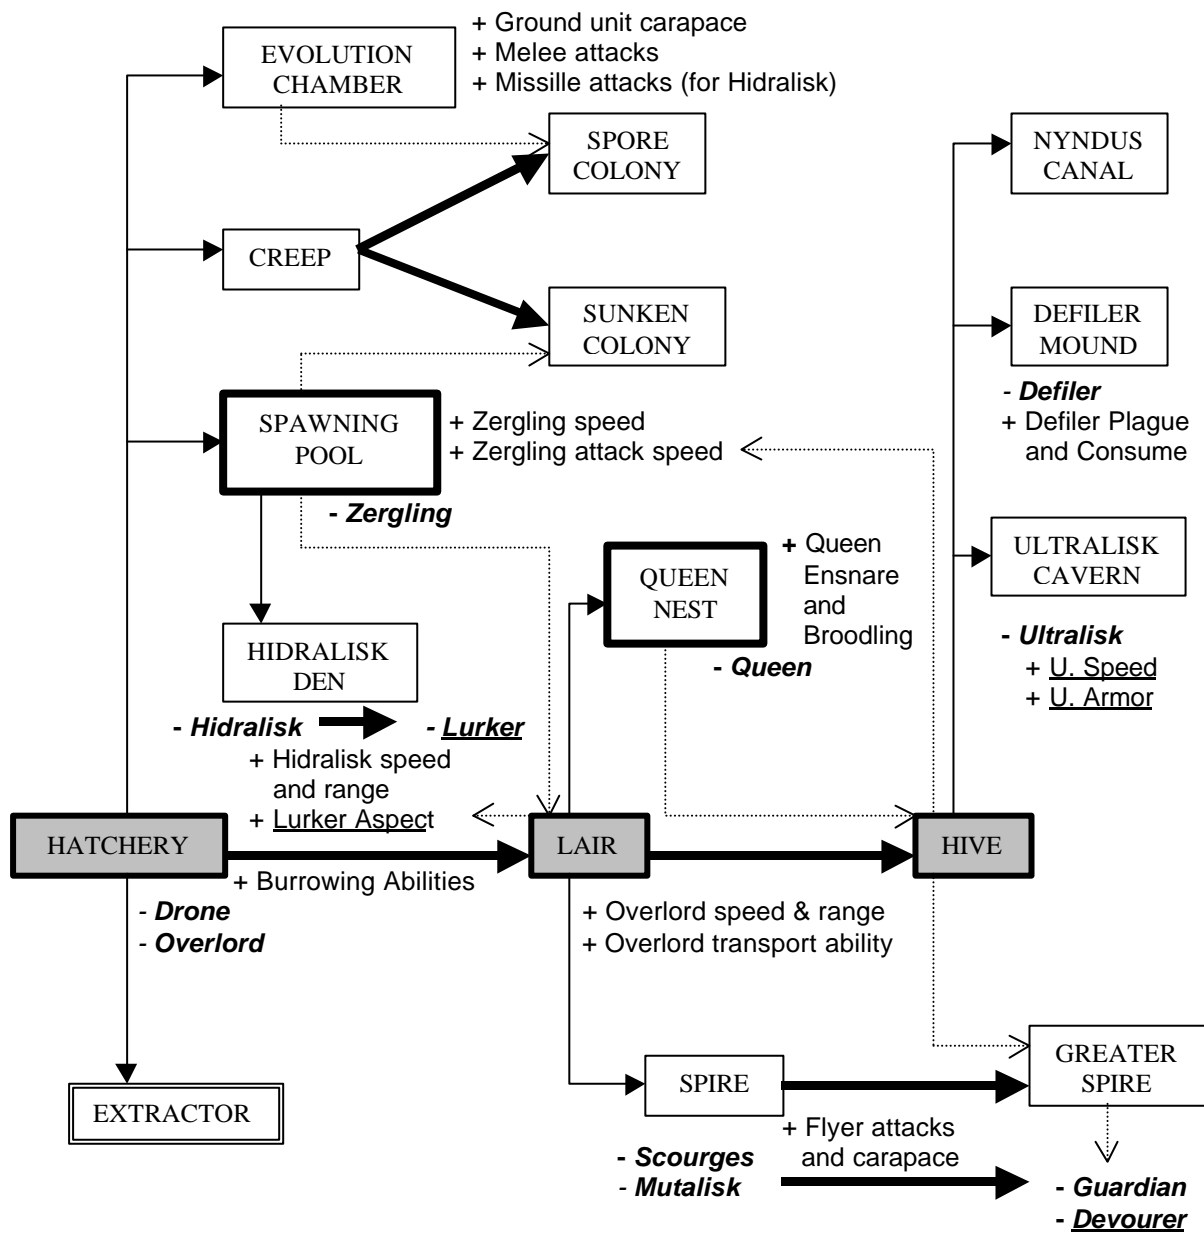 + Ground unit carapace
+ Melee attacks
+ Missille attacks (for Hidralisk)
EVOLUTION
CHAMBER
SPORE
COLONY
NYNDUS
CANAL
CREEP
SUNKEN
COLONY
DEFILER
MOUND
- Defiler
+ Defiler Plague
and Consume
SPAWNING
POOL
+ Zergling speed
+ Zergling attack speed
- Zergling
QUEEN
NEST
+ Queen
Ensnare
and
Broodling
- Queen
ULTRALISK
CAVERN
- Ultralisk
+ U. Speed
+ U. Armor
HIDRALISK
DEN
- Hidralisk
- Lurker
+ Hidralisk speed
and range
+ Lurker Aspect
HATCHERY
LAIR
HIVE
+ Burrowing Abilities
- Drone
- Overlord
+ Overlord speed & range
+ Overlord transport ability
EXTRACTOR
SPIRE
GREATER
SPIRE
+ Flyer attacks
and carapace
- Scourges
- Mutalisk
- Guardian
- Devourer